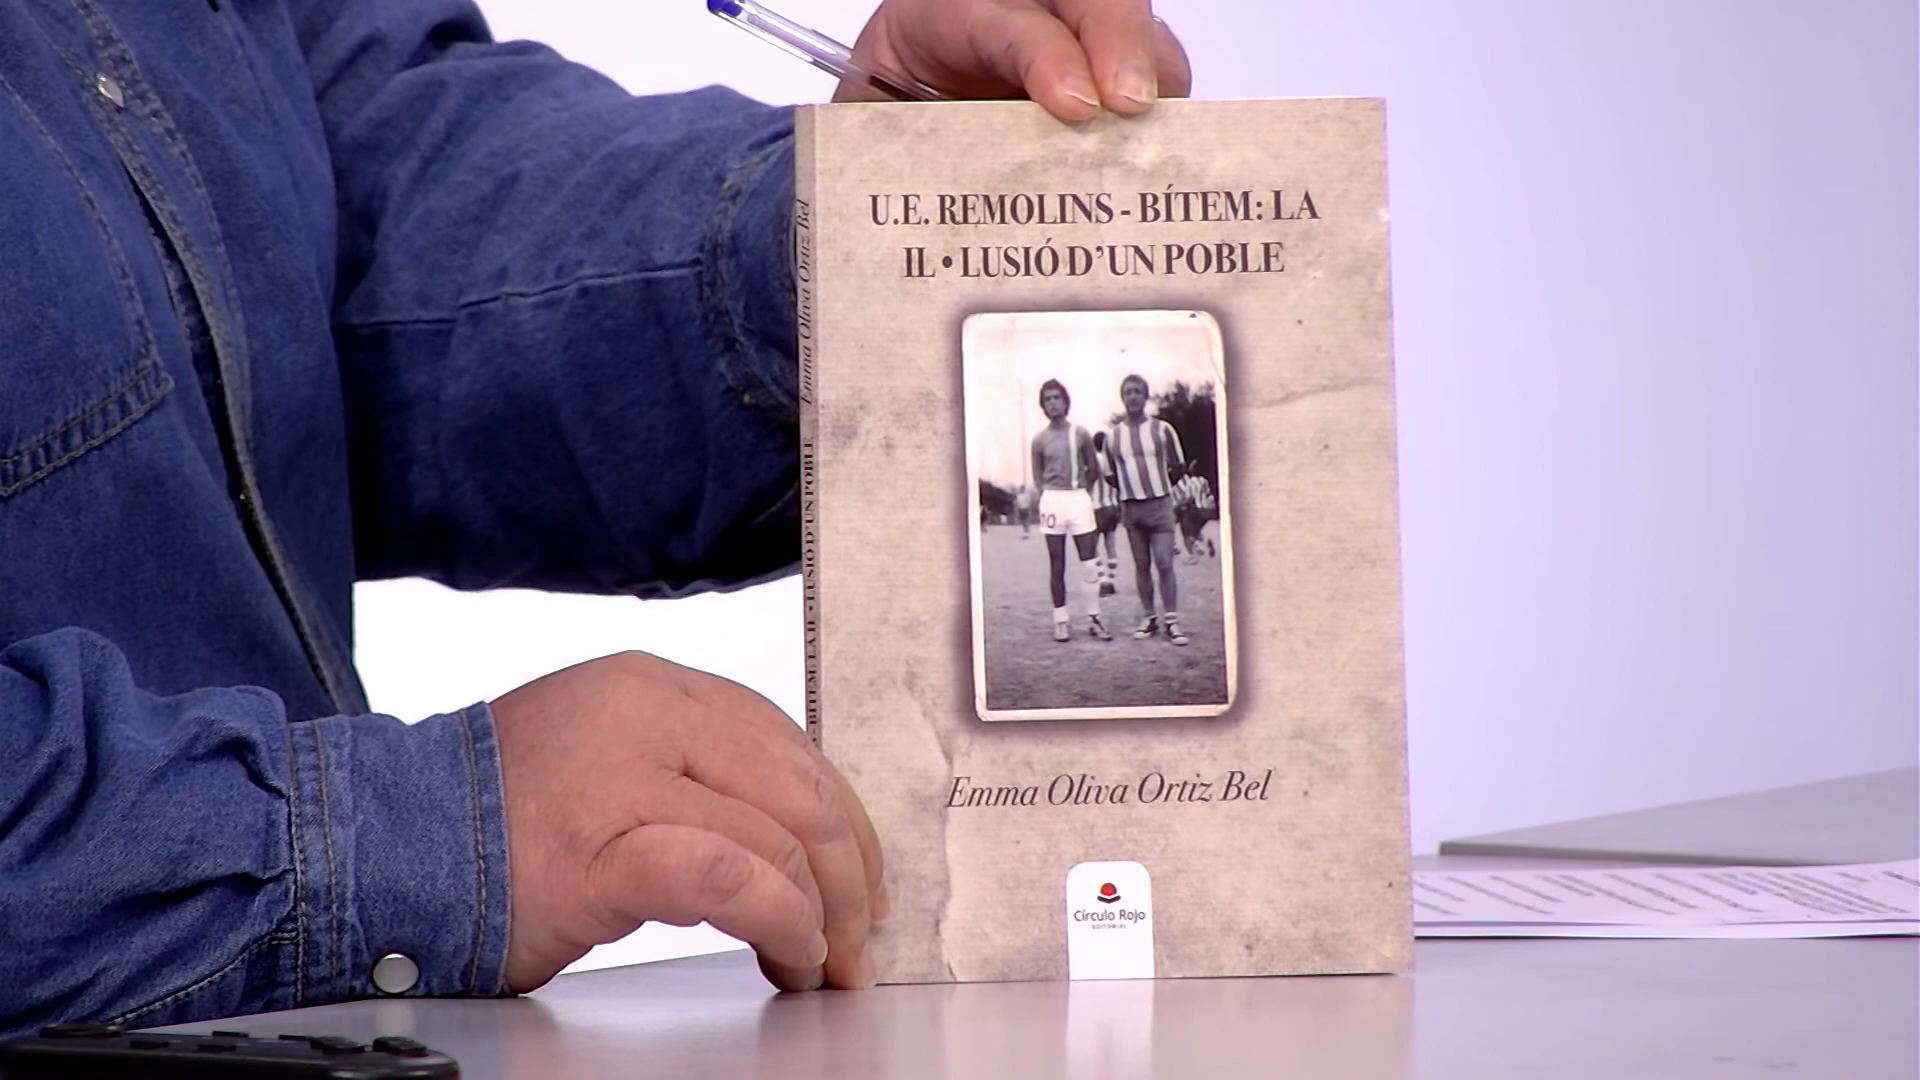 U.E. REMOLINS - BÍTEM: LA
IL • LUSIÓ D'UN POBLE
10
Emma Oliva Ortiz Bel
Círculo Rojo
EDITORIAL
Emma Oliva Ortiz Bel
-BÍTEM: LA IL • LUSIÓ D'UN POBLE